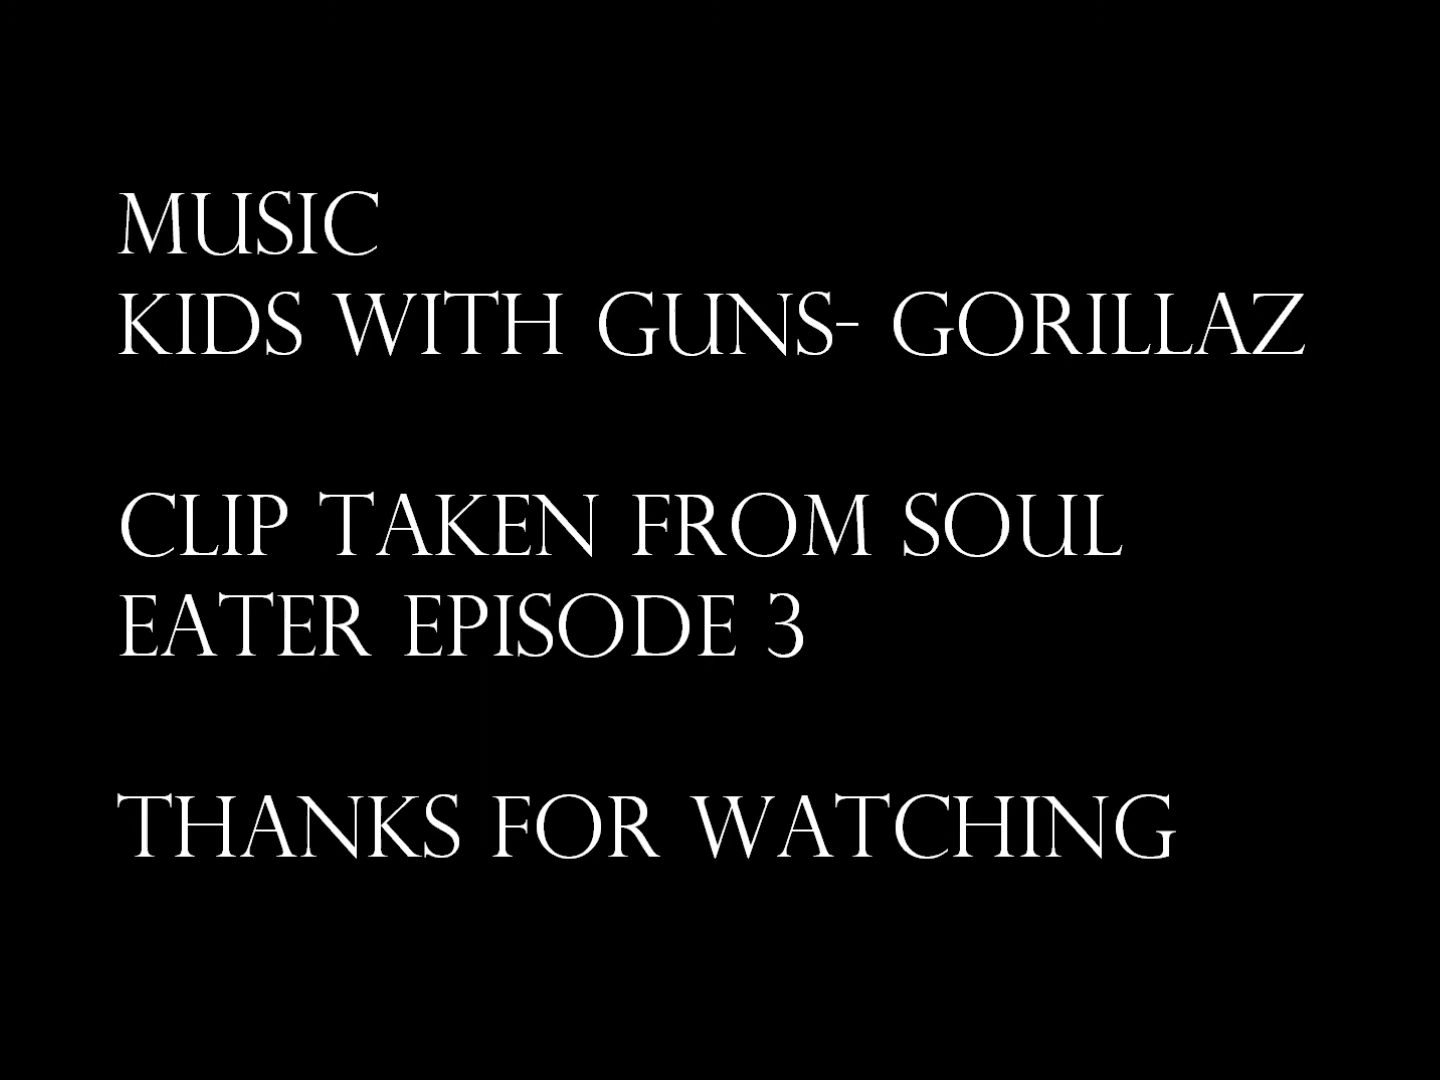 MUSIC
KIDS WITH GUNS- GORILLAZ
CLIP TAKEN FROM SOUL
EATER EPISODE 3
THANKS FOR WATCHING